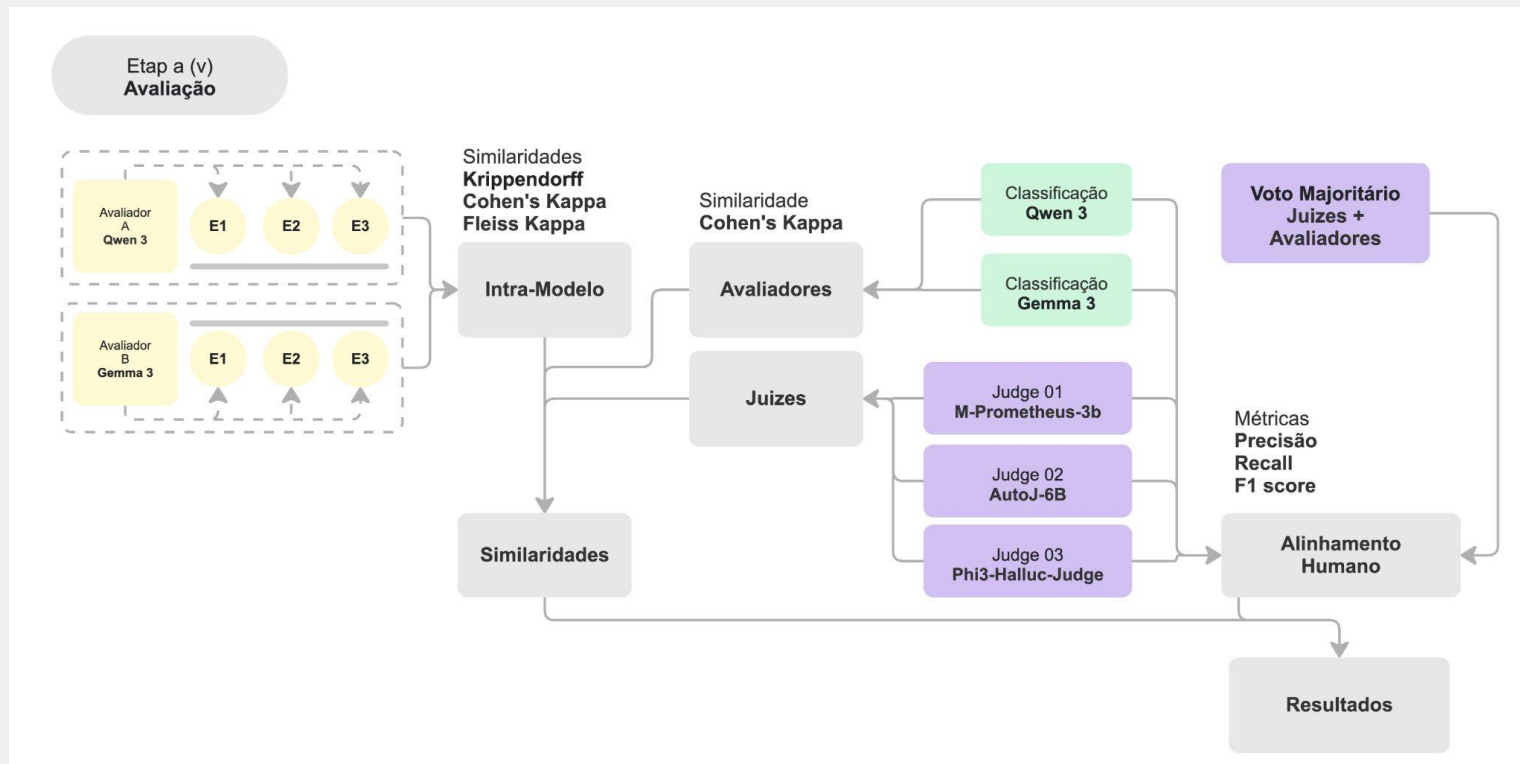 Etap a (v)
Avaliação
Avaliador
A
Qwen 3
E1
E2
E3
Avaliador
B
Gemma 3
E1
E2
E3
Similaridades
Krippendorff
Cohen's Kappa
Fleiss Kappa
Intra-Modelo
Similaridade
Cohen's Kappa
Avaliadores
Juizes
Similaridades
Classificação
Qwen 3
Classificação
Gemma 3
Judge 01
M-Prometheus-3b
Judge 02
AutoJ-6B
Judge 03
Phi3-Halluc-Judge
Voto Majoritário
Juizes +
Avaliadores
Métricas
Precisão
Recall
F1 score
Alinhamento
Humano
Resultados